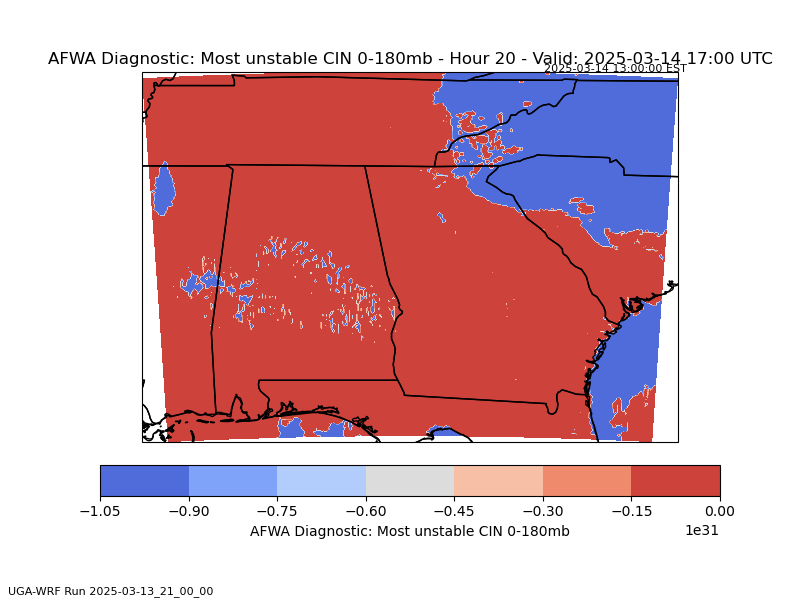 AFWA Diagnostic: Most unstable CIN 0-180mb - Hour 20 - Valid: 2025-03-14 17:00 UTC
2025-03-14 13:00:00 EST
−1.05 −0.90 −0.75 −0.60 −0.45 −0.30 −0.15 0.00
AFWA Diagnostic: Most unstable CIN 0-180mb
1e31
UGA-WRF Run 2025-03-13_21_00_00